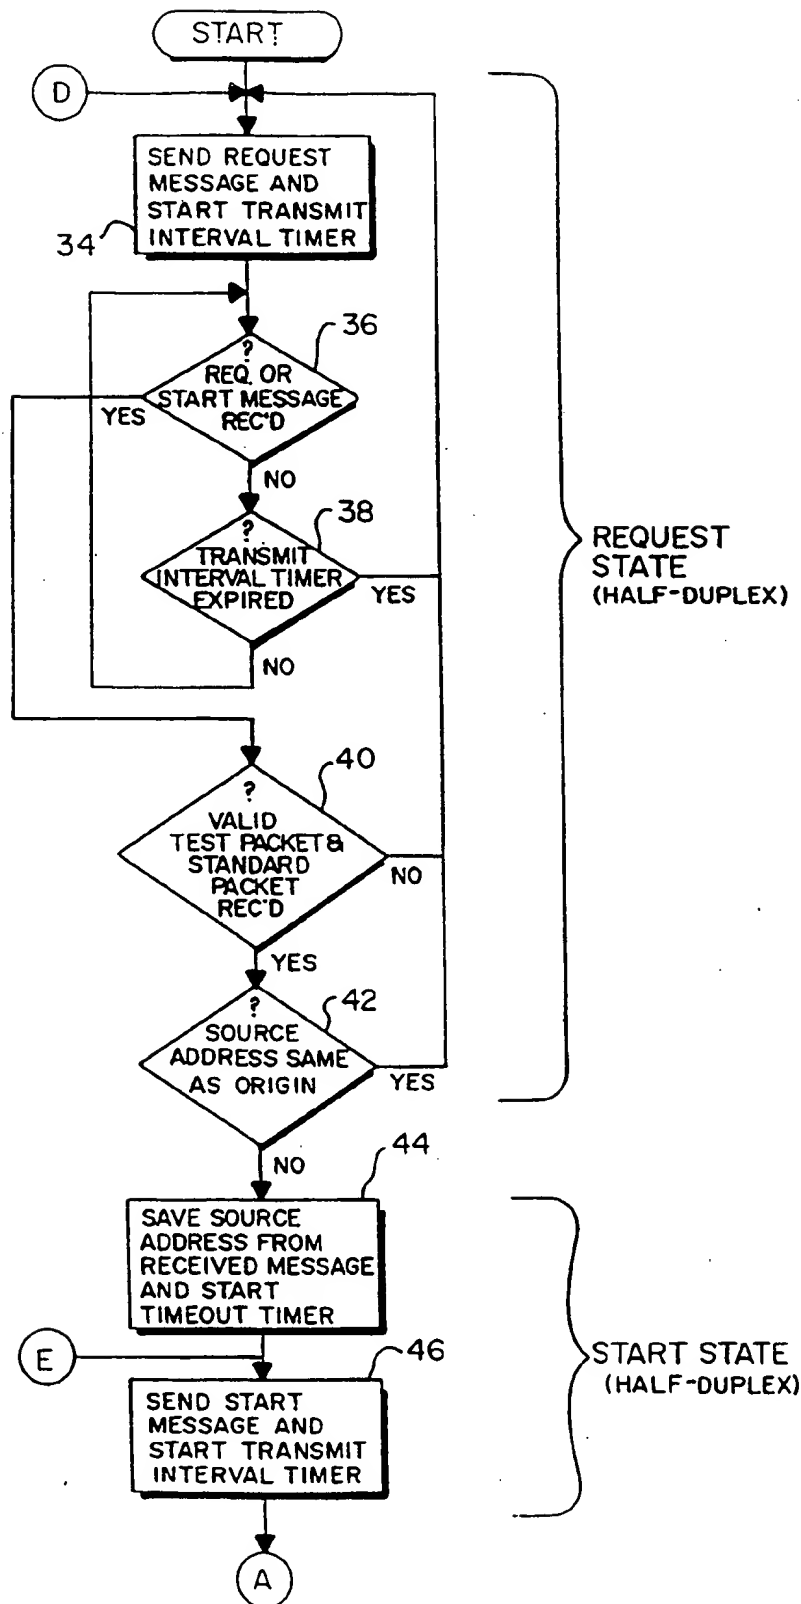 START
D
SEND REQUEST
MESSAGE AND
START TRANSMIT
INTERVAL TIMER
34
36
?
REQ. OR
START MESSAGE
REC'D
YES
NO
38
?
TRANSMIT
INTERVAL TIMER
EXPIRED
YES
NO
REQUEST
STATE
(HALF-DUPLEX)
40
?
VALID
TEST PACKET &
STANDARD
PACKET
REC'D
NO
YES
42
?
SOURCE
ADDRESS SAME
AS ORIGIN
YES
NO
44
SAVE SOURCE
ADDRESS FROM
RECEIVED MESSAGE
AND START
TIMEOUT TIMER
E
46
SEND START
MESSAGE AND
START TRANSMIT
INTERVAL TIMER
START STATE
(HALF-DUPLEX)
A